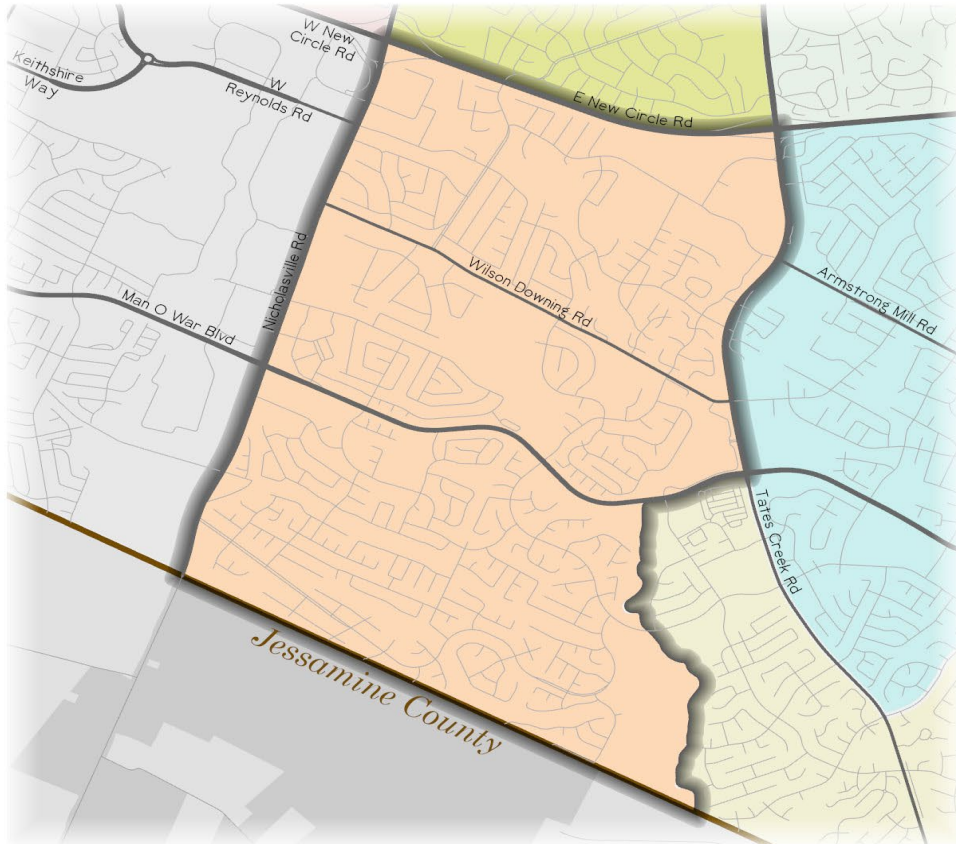 W New
Circle Rd
Keithshire
Way
W
Reynolds Rd
E New Circle Rd
Nicholasville Rd
Wilson Downing Rd
Armstrong Mill Rd
Man O War Blvd
Tates Creek Rd
Jessamine County